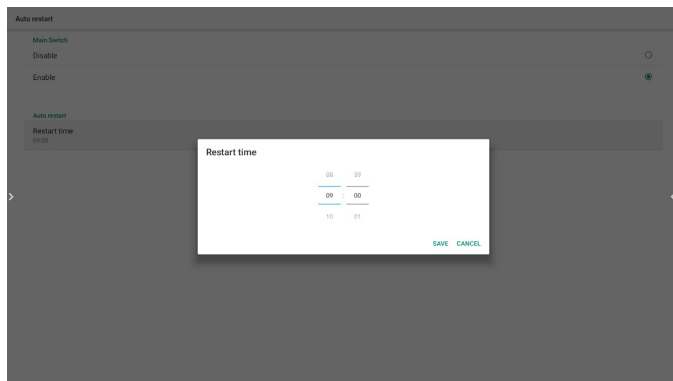 Auto restart
Main Switch
Disable
Enable
Auto restart
Restart time
09:00
Restart time
08 59
09 : 00
10 01
SAVE CANCEL